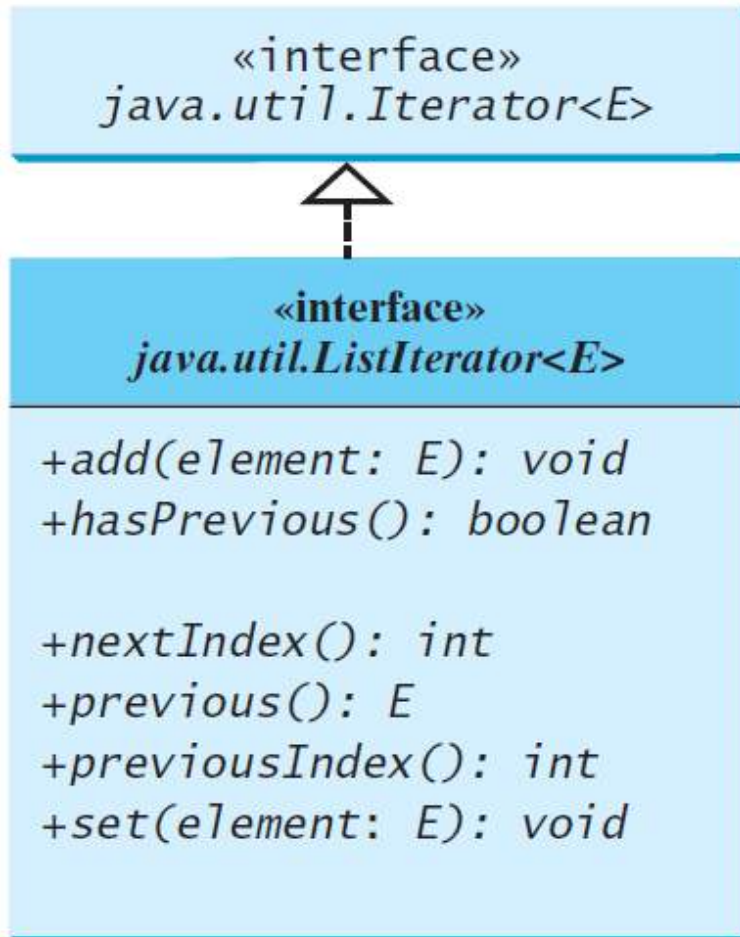 «interface»
java.util.Iterator<E>
«interface»
java.util.ListIterator<E>
+add(element: E): void
+hasPrevious(): boolean
+nextIndex(): int
+previous(): E
+previousIndex(): int
+set(element: E): void